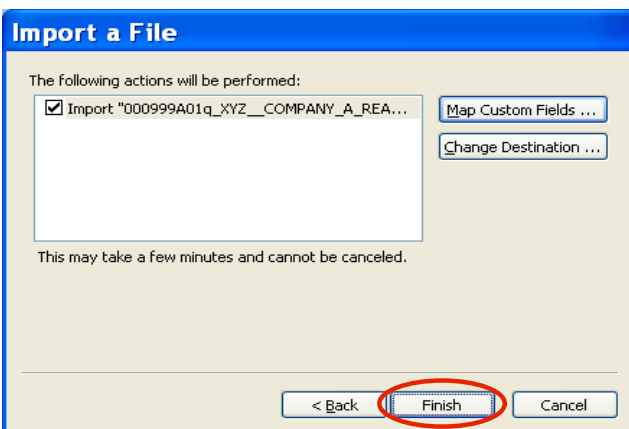 Import a File
The following actions will be performed:
Import "000999A01q_XYZ__COMPANY_A_REA...
Map Custom Fields ...
Change Destination ...
This may take a few minutes and cannot be canceled.
< Back
Finish
Cancel